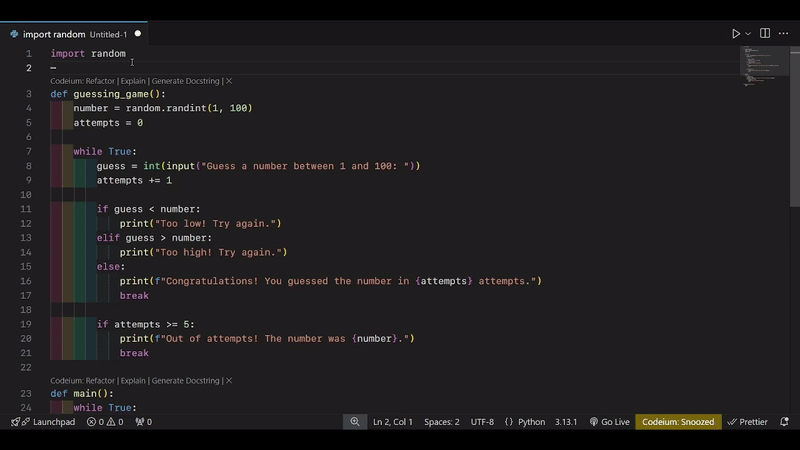 import random Untitled-1
1 import random
2
Codeium: Refactor | Explain | Generate Docstring | X
3 def guessing_game():
4 number = random.randint(1, 100)
5 attempts = 0
6
7 while True:
8 guess = int(input("Guess a number between 1 and 100: "))
9 attempts += 1
10
11 if guess < number:
12 print("Too low! Try again.")
13 elif guess > number:
14 print("Too high! Try again.")
15 else:
16 print(f"Congratulations! You guessed the number in {attempts} attempts.")
17 break
18
19 if attempts >= 5:
20 print(f"Out of attempts! The number was {number}.")
21 break
22
Codeium: Refactor | Explain | Generate Docstring | X
23 def main():
24 while True:
Launchpad 0 0 0 Ln 2, Col 1 Spaces: 2 UTF-8 {} Python 3.13.1 Go Live Codeium: Snoozed Prettier